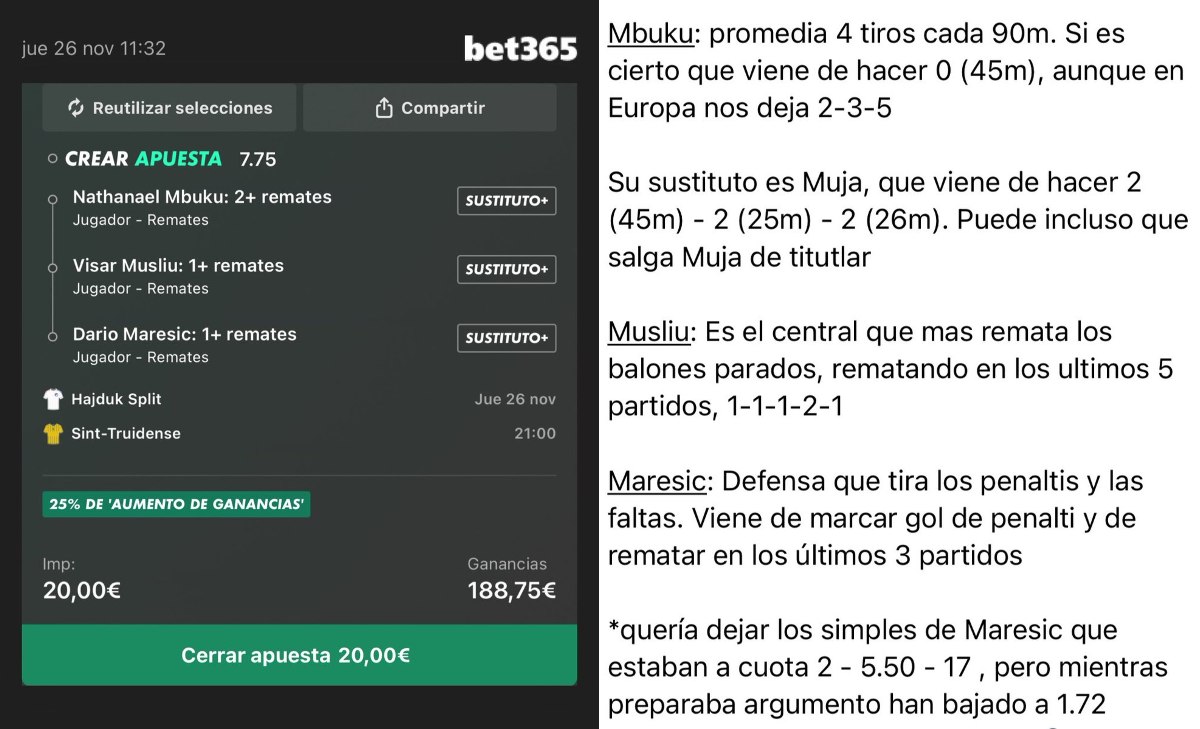 jue 26 nov 11:32
bet365
Reutilizar selecciones
Compartir
CREAR APUESTA 7.75
Nathanael Mbuku: 2+ remates
SUSTITUTO+
Jugador - Remates
Visar Musliu: 1+ remates
SUSTITUTO+
Jugador - Remates
Dario Maresic: 1+ remates
SUSTITUTO+
Jugador - Remates
Hajduk Split
Jue 26 nov
Sint-Truidense
21:00
25% DE 'AUMENTO DE GANANCIAS'
Imp:
Ganancias
20,00€
188,75€
Cerrar apuesta 20,00€
Mbuku: promedia 4 tiros cada 90m. Si es
cierto que viene de hacer 0 (45m), aunque en
Europa nos deja 2-3-5
Su sustituto es Muja, que viene de hacer 2
(45m) - 2 (25m) - 2 (26m). Puede incluso que
salga Muja de titutlar
Musliu: Es el central que mas remata los
balones parados, rematando en los ultimos 5
partidos, 1-1-1-2-1
Maresic: Defensa que tira los penaltis y las
faltas. Viene de marcar gol de penalti y de
rematar en los últimos 3 partidos
*quería dejar los simples de Maresic que
estaban a cuota 2 - 5.50 - 17 , pero mientras
preparaba argumento han bajado a 1.72